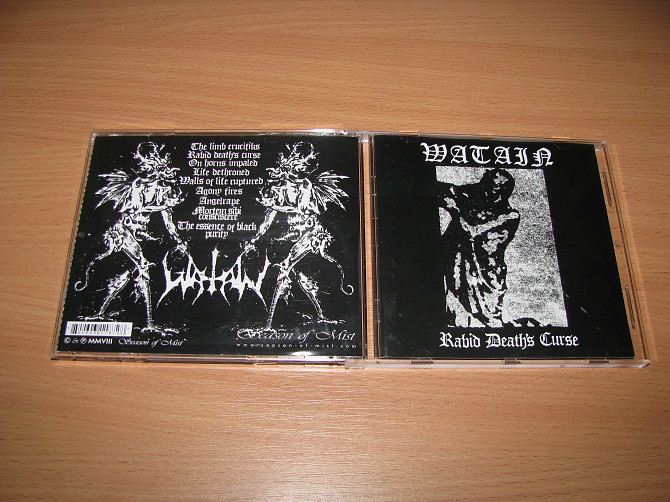 The limb crucifiks
Rabid death's curse
On horns impaled
Life dethroned
Walls of life ruptured
Agony fires
Angelrape
Mortem sibi
consciscere
The essence of black
purity
WATAIN
Season of Mist
www.season-of-mist.com
© & ℗ MMVIII Season of Mist
WATAIN
Rabid Death's Curse